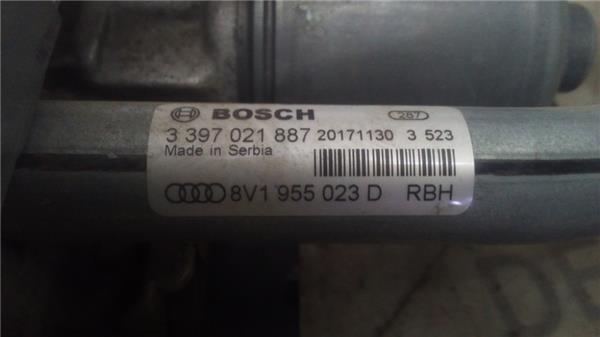 BOSCH 287
3 397 021 887 20171130 3 523
Made in Serbia
8V1 955 023 D RBH